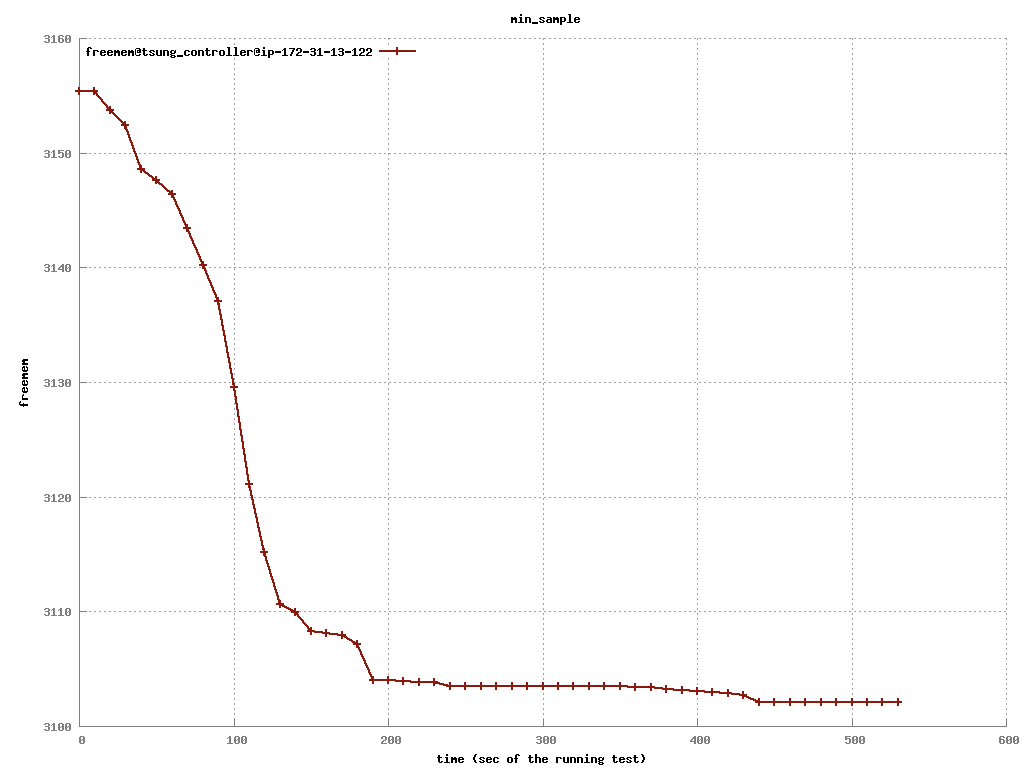 min_sample
3160
freemem@tsung_controller@ip-172-31-13-122
3150
3140
3130
freemem
3120
3110
3100
0 100 200 300 400 500 600
time (sec of the running test)